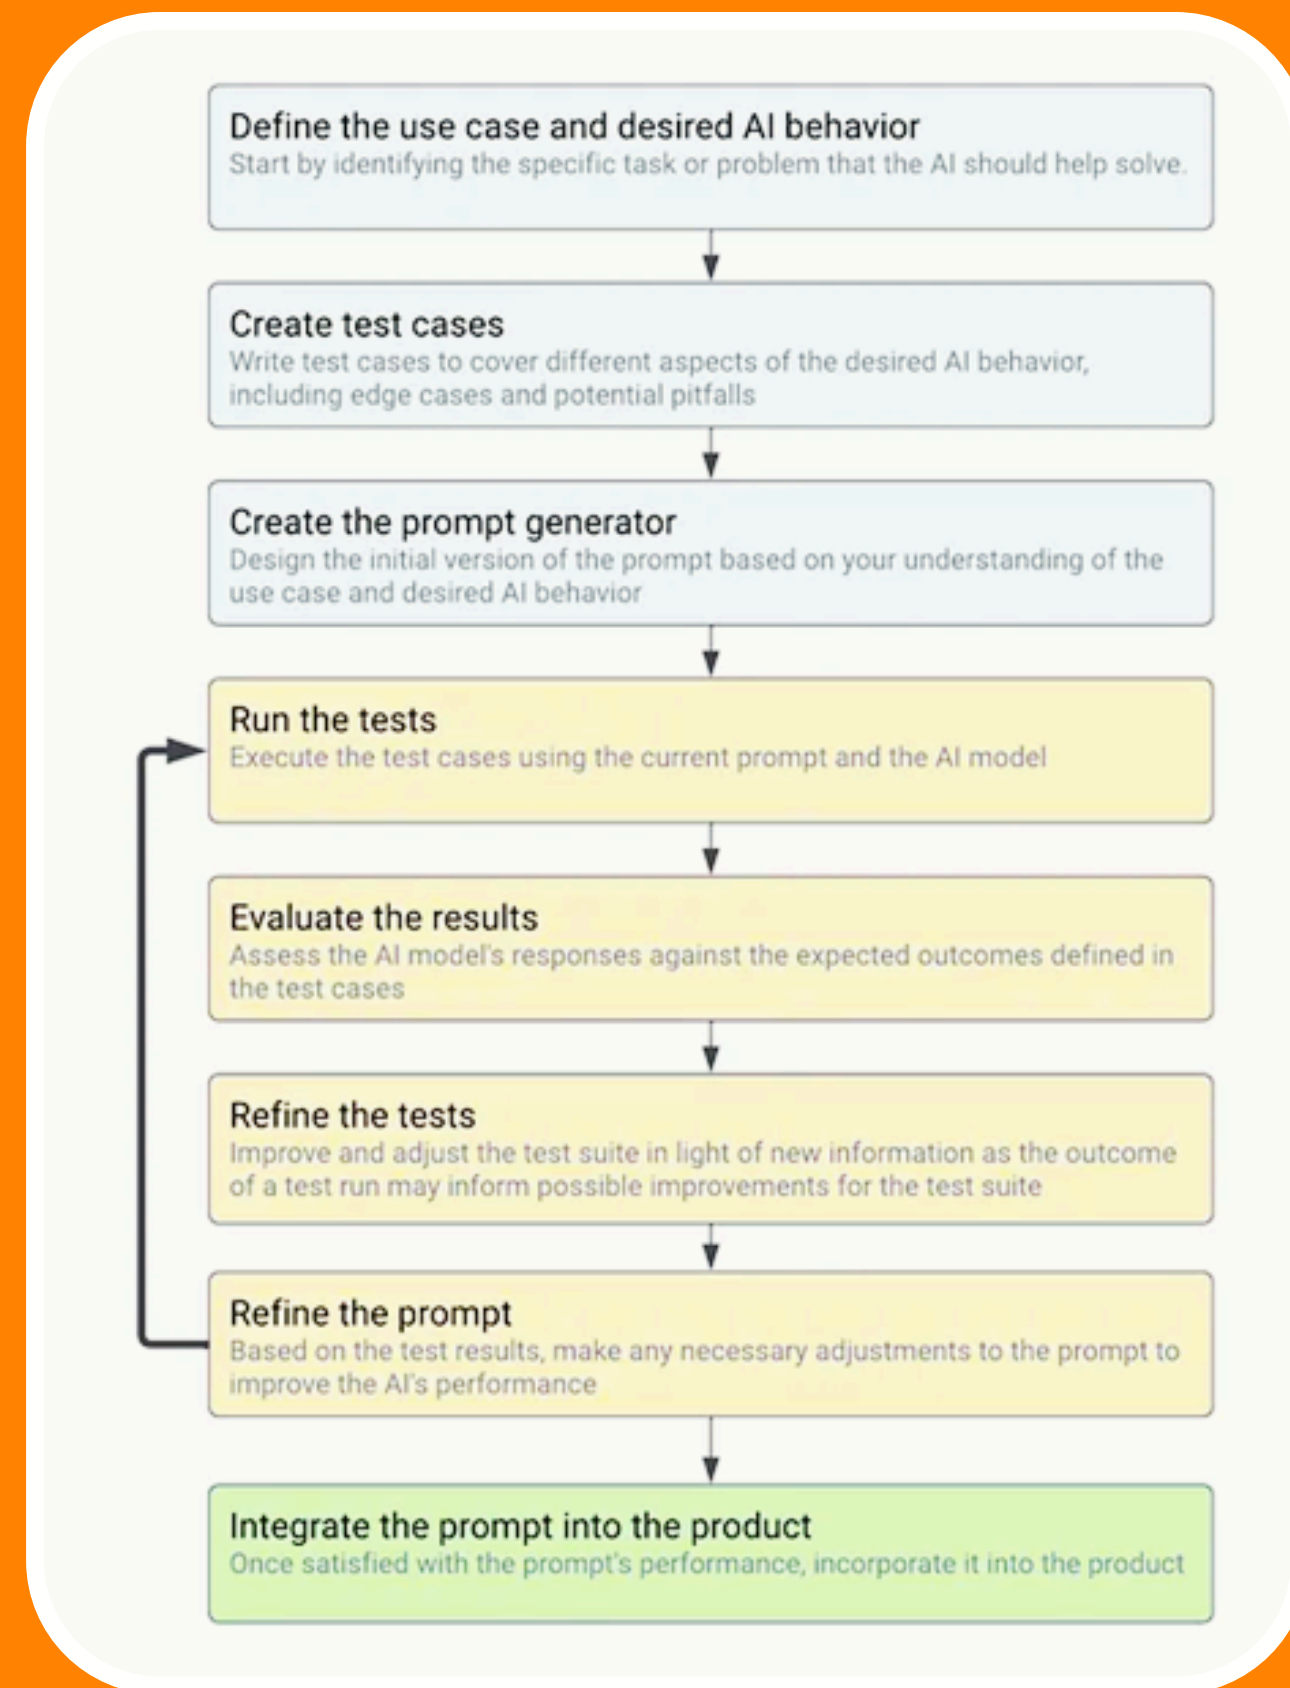 Define the use case and desired AI behavior
Start by identifying the specific task or problem that the AI should help solve.
Create test cases
Write test cases to cover different aspects of the desired AI behavior,
including edge cases and potential pitfalls
Create the prompt generator
Design the initial version of the prompt based on your understanding of the
use case and desired AI behavior
Run the tests
Execute the test cases using the current prompt and the AI model
Evaluate the results
Assess the AI model's responses against the expected outcomes defined in
the test cases
Refine the tests
Improve and adjust the test suite in light of new information as the outcome
of a test run may inform possible improvements for the test suite
Refine the prompt
Based on the test results, make any necessary adjustments to the prompt to
improve the AI's performance
Integrate the prompt into the product
Once satisfied with the prompt's performance, incorporate it into the product